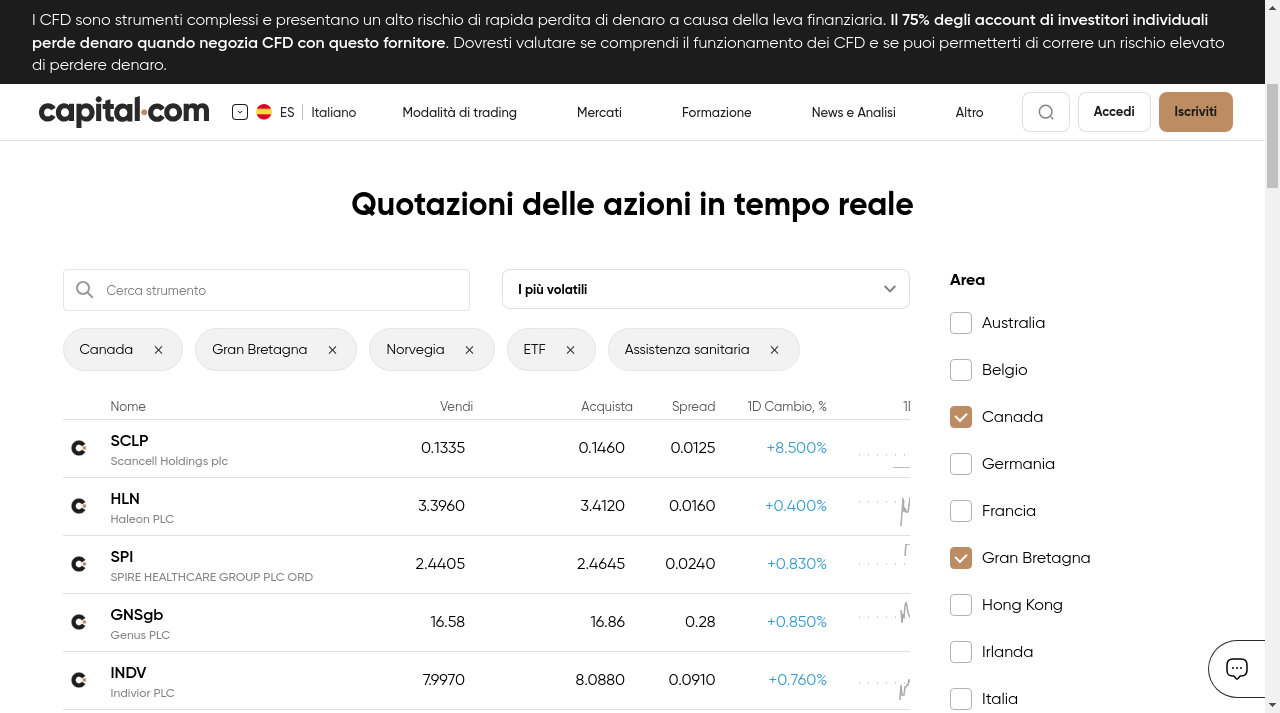 I CFD sono strumenti complessi e presentano un alto rischio di rapida perdita di denaro a causa della leva finanziaria. Il 75% degli account di investitori individuali
perde denaro quando negozia CFD con questo fornitore. Dovresti valutare se comprendi il funzionamento dei CFD e se puoi permetterti di correre un rischio elevato
di perdere denaro.
capital.com ES Italiano Modalità di trading Mercati Formazione News e Analisi Altro Accedi Iscriviti
Quotazioni delle azioni in tempo reale
Cerca strumento I più volatili Area
Australia
Canada Gran Bretagna Norvegia ETF Assistenza sanitaria
Belgio
Nome Vendi Acquista Spread 1D Cambio, %
Canada
SCLP 0.1335 0.1460 0.0125 +8.500%
Scancell Holdings plc
Germania
HLN 3.3960 3.4120 0.0160 +0.400%
Haleon PLC
Francia
SPI 2.4405 2.4645 0.0240 +0.830%
SPIRE HEALTHCARE GROUP PLC ORD
Gran Bretagna
Hong Kong
GNSgb 16.58 16.86 0.28 +0.850%
Genus PLC
Irlanda
INDV 7.9970 8.0880 0.0910 +0.760%
Indivior PLC
Italia